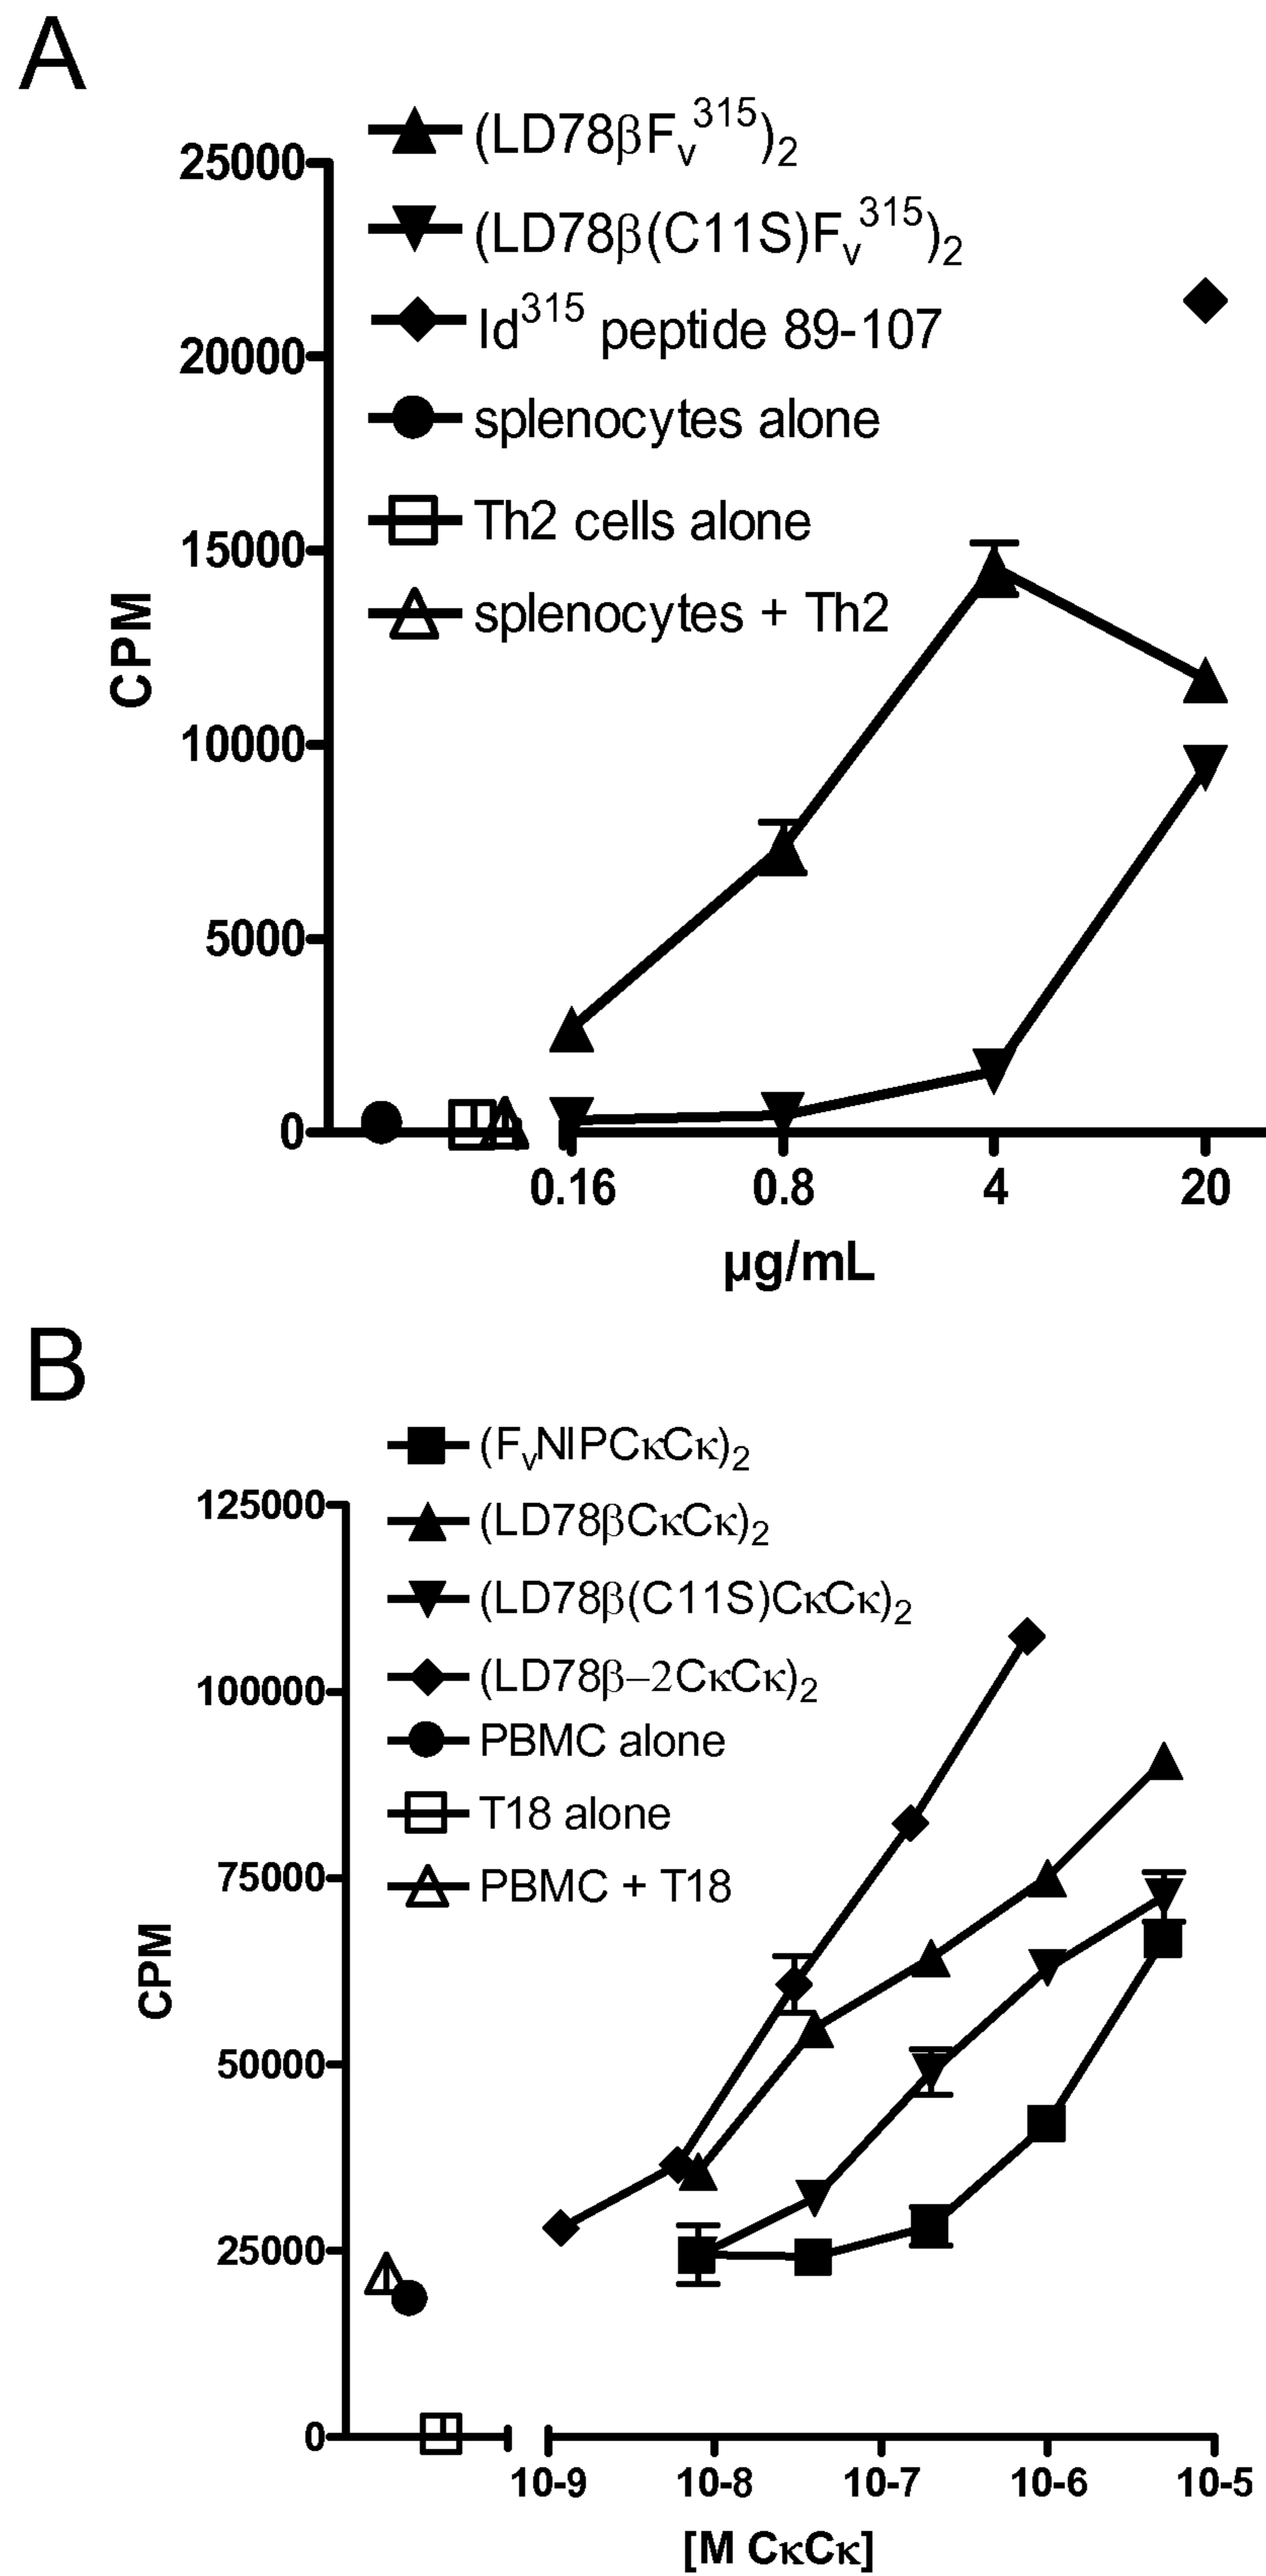 A
(LD78βFv315)2
25000
(LD78β(C11S)Fv315)2
Id315 peptide 89-107
20000
splenocytes alone
Th2 cells alone
15000
splenocytes + Th2
CPM
10000
5000
0
0.16 0.8 4 20
µg/mL
B
(FvNIPCκCκ)2
125000
(LD78βCκCκ)2
(LD78β(C11S)CκCκ)2
(LD78β−2CκCκ)2
100000
PBMC alone
T18 alone
75000
PBMC + T18
CPM
50000
25000
0
10-9 10-8 10-7 10-6 10-5
[M CκCκ]